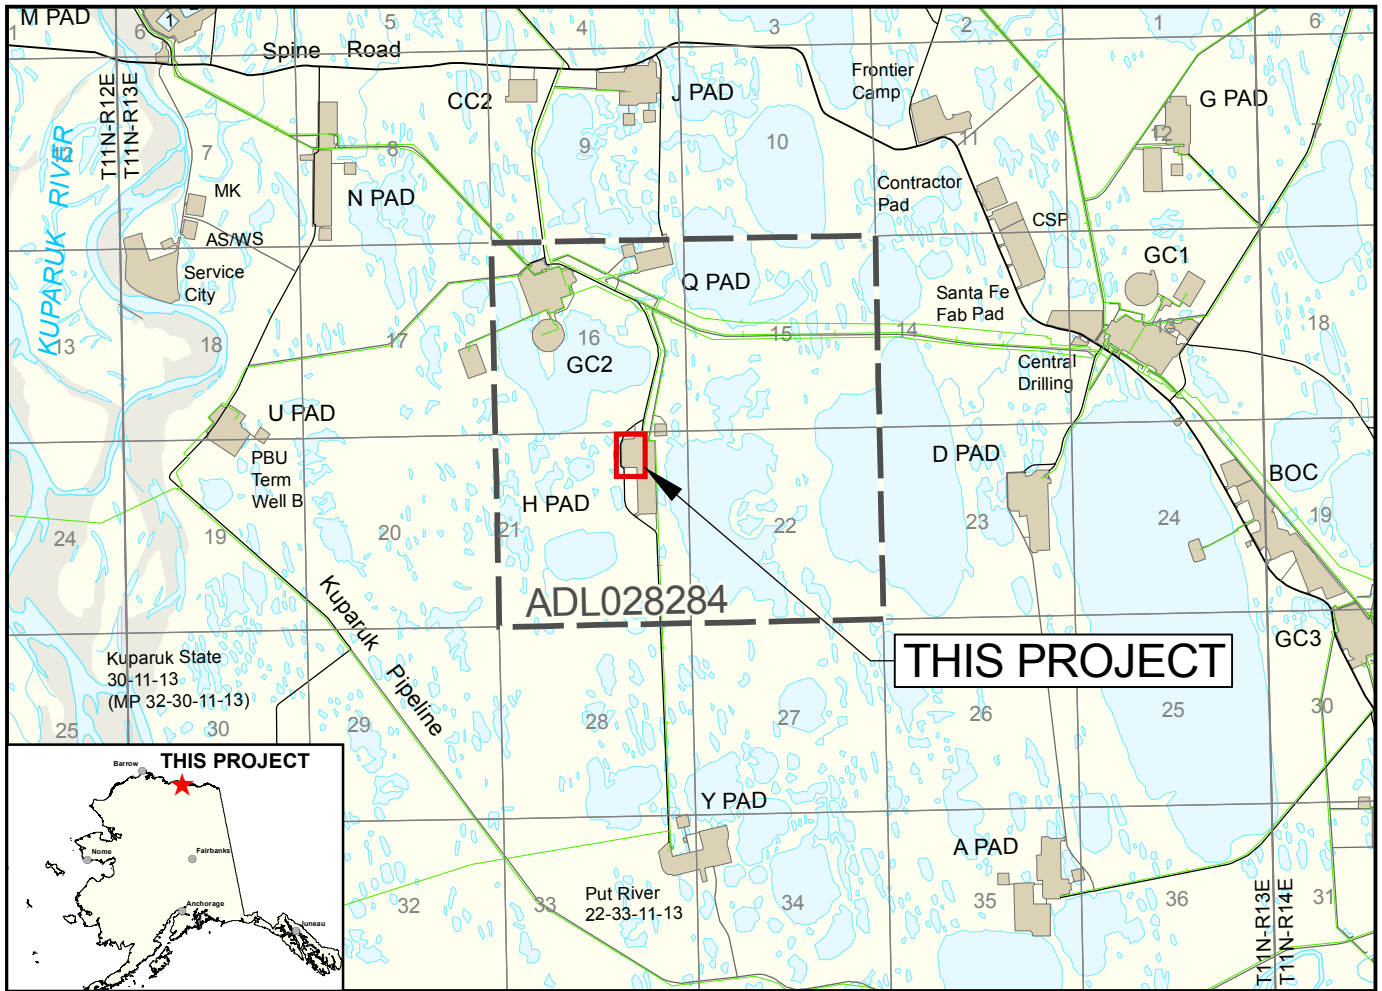 M PAD
1
6
1
5
4
3
2
1
6
Spine Road
Frontier
Camp
CC2
J PAD
G PAD
T11N-R12E
T11N-R13E
KUPARUK RIVER
7
8
9
10
11
12
7
MK
N PAD
Contractor
Pad
CSP
AS/WS
Service
City
Q PAD
GC1
Santa Fe
Fab Pad
13
18
17
16
15
14
13
18
GC2
Central
Drilling
U PAD
PBU
Term
Well B
D PAD
BOC
H PAD
24
19
20
21
22
23
24
19
Kuparuk Pipeline
ADL028284
THIS PROJECT
GC3
Kuparuk State
30-11-13
(MP 32-30-11-13)
25
30
29
28
27
26
25
30
THIS PROJECT
Barrow
Nome
Fairbanks
Anchorage
Juneau
Y PAD
A PAD
Put River
22-33-11-13
32
33
34
35
36
31
T11N-R13E
T11N-R14E